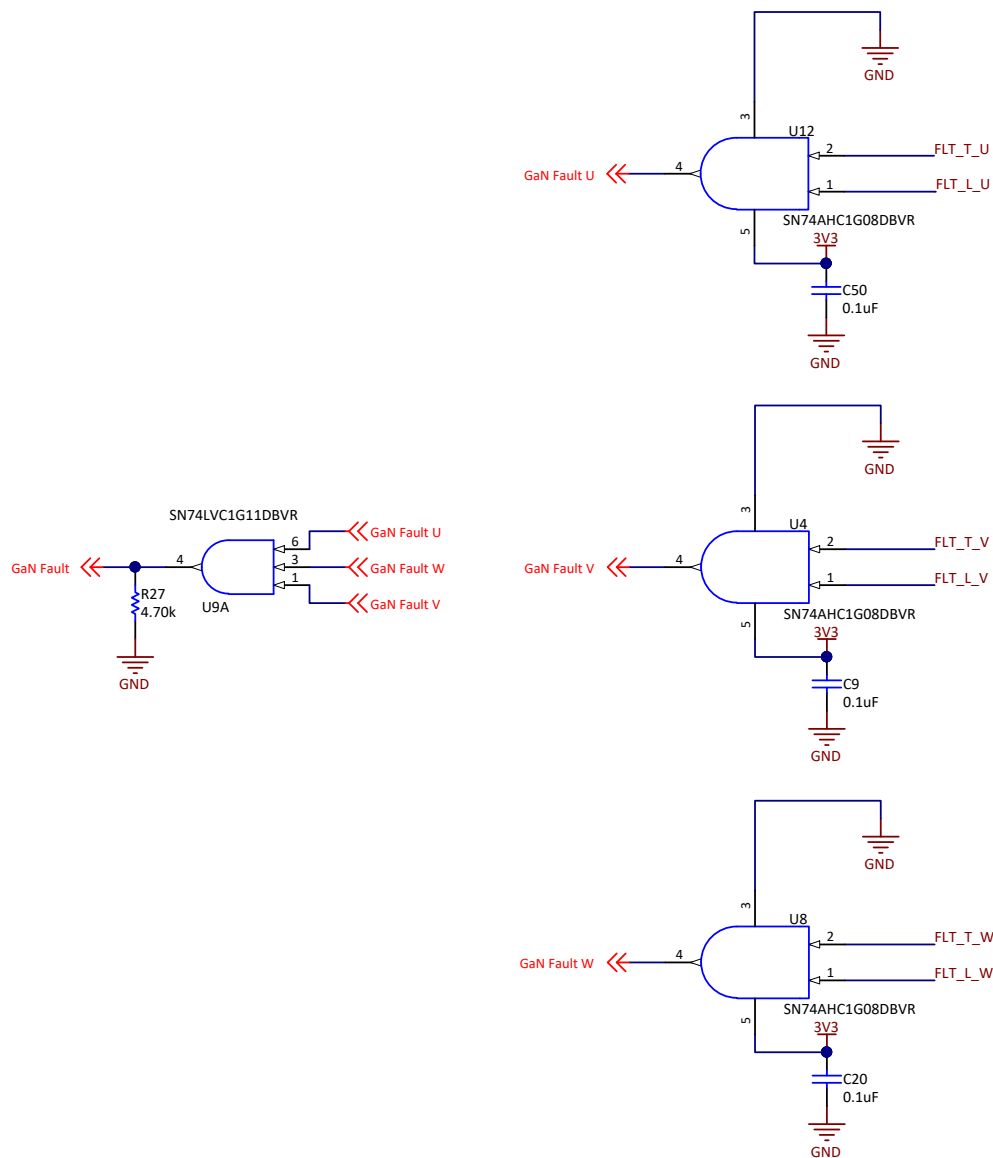 GND
3
U12
2
FLT_T_U
GaN Fault U
4
1
FLT_L_U
5
SN74AHC1G08DBVR
3V3
C50
0.1uF
GND
GND
3
U4
2
FLT_T_V
GaN Fault V
4
1
FLT_L_V
5
SN74AHC1G08DBVR
3V3
C9
0.1uF
GND
SN74LVC1G11DBVR
6
GaN Fault U
GaN Fault
4
3
GaN Fault W
1
GaN Fault V
R27
4.70k
U9A
GND
GND
3
U8
2
FLT_T_W
GaN Fault W
4
1
FLT_L_W
5
SN74AHC1G08DBVR
3V3
C20
0.1uF
GND